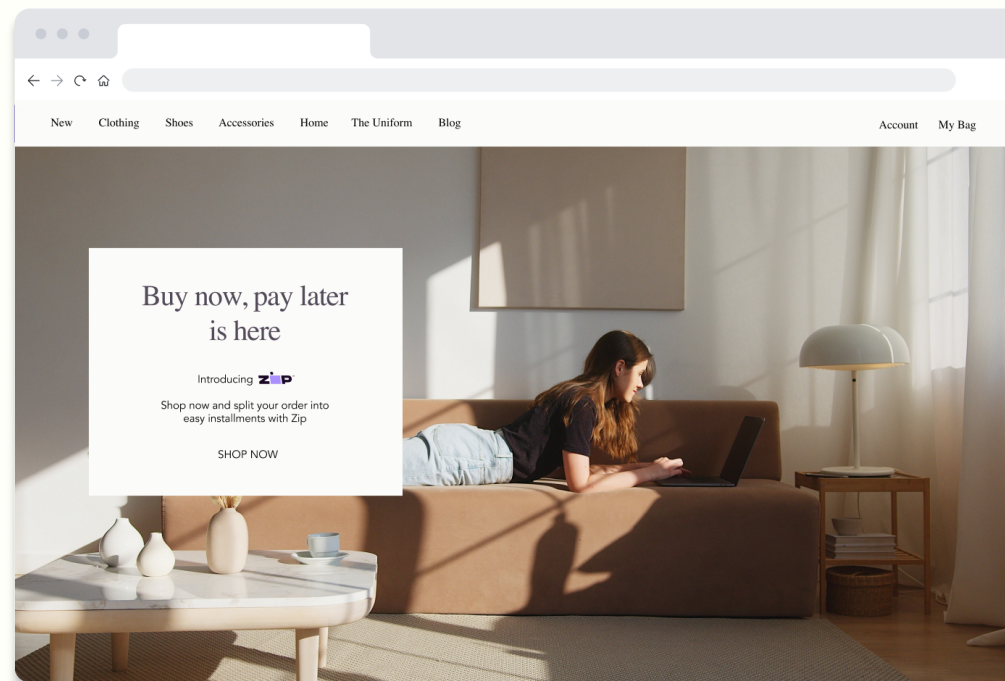 New Clothing Shoes Accessories Home The Uniform Blog
Account My Bag
Buy now, pay later
is here
Introducing ZIP
Shop now and split your order into
easy installments with Zip
SHOP NOW